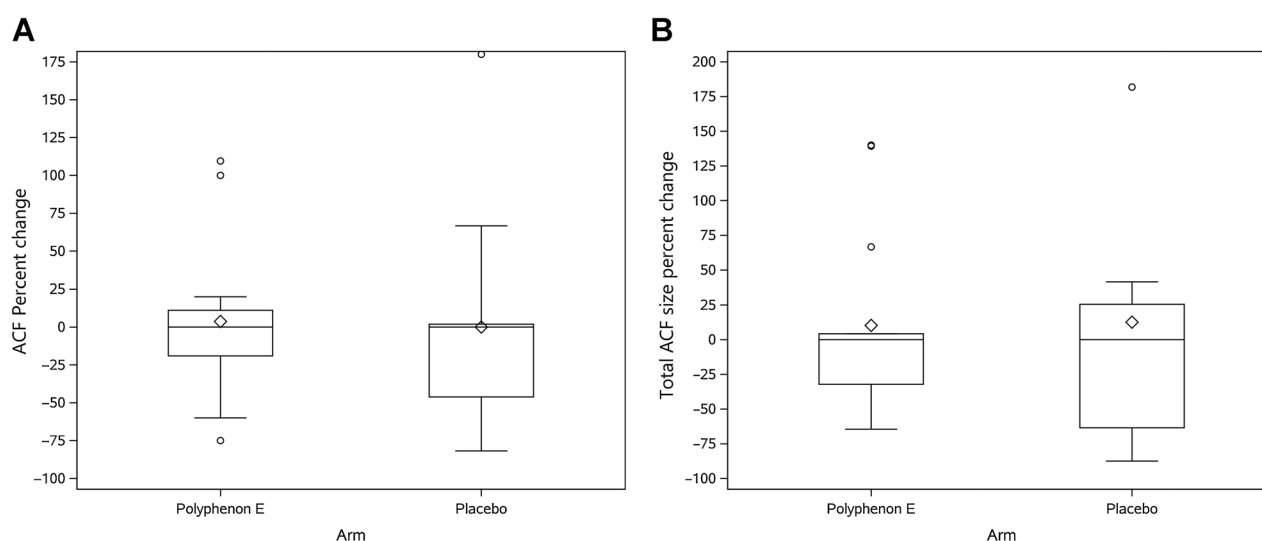 A
ACF Percent change
175
150
125
100
75
50
25
0
−25
−50
−75
−100
Polyphenon E
Placebo
Arm
B
Total ACF size percent change
200
175
150
125
100
75
50
25
0
−25
−50
−75
−100
Polyphenon E
Placebo
Arm